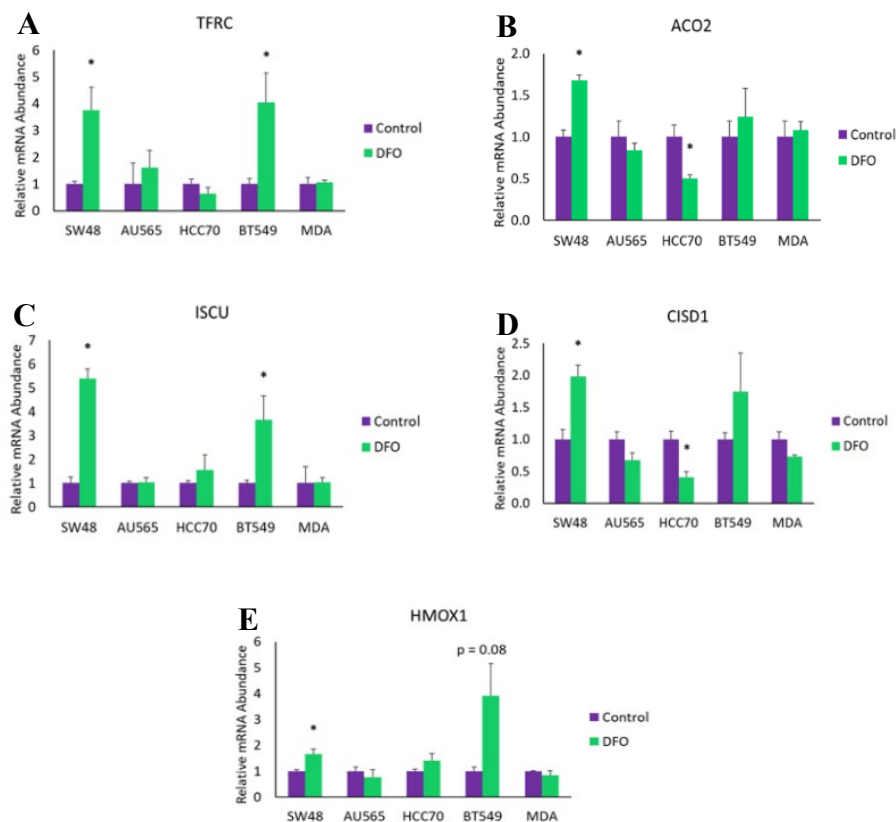 A
TFRC
Relative mRNA Abundance
6
5
4
3
2
1
0
*
*
SW48 AU565 HCC70 BT549 MDA
Control
DFO
B
ACO2
Relative mRNA Abundance
2.0
1.5
1.0
0.5
0.0
*
*
SW48 AU565 HCC70 BT549 MDA
Control
DFO
C
ISCU
Relative mRNA Abundance
7
6
5
4
3
2
1
0
*
*
SW48 AU565 HCC70 BT549 MDA
Control
DFO
D
CISD1
Relative mRNA Abundance
2.5
2.0
1.5
1.0
0.5
0.0
*
*
SW48 AU565 HCC70 BT549 MDA
Control
DFO
E
HMOX1
Relative mRNA Abundance
6
5
4
3
2
1
0
*
p = 0.08
SW48 AU565 HCC70 BT549 MDA
Control
DFO